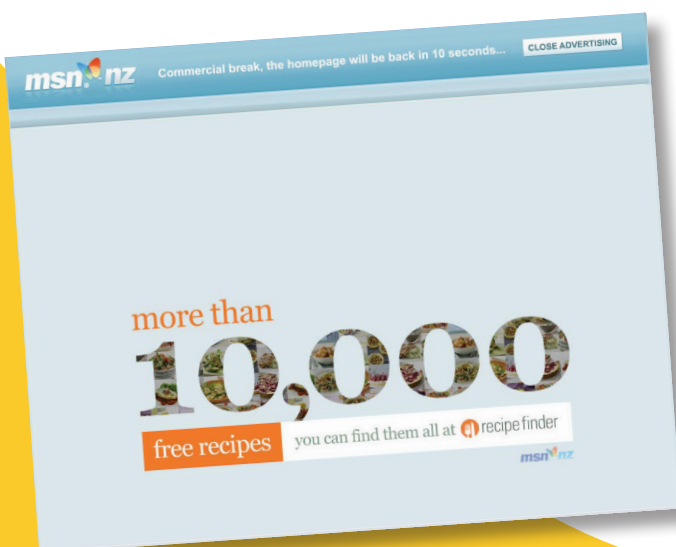 msn nz
Commercial break, the homepage will be back in 10 seconds...
CLOSE ADVERTISING
more than
10,000
free recipes
you can find them all at recipe finder
msn nz